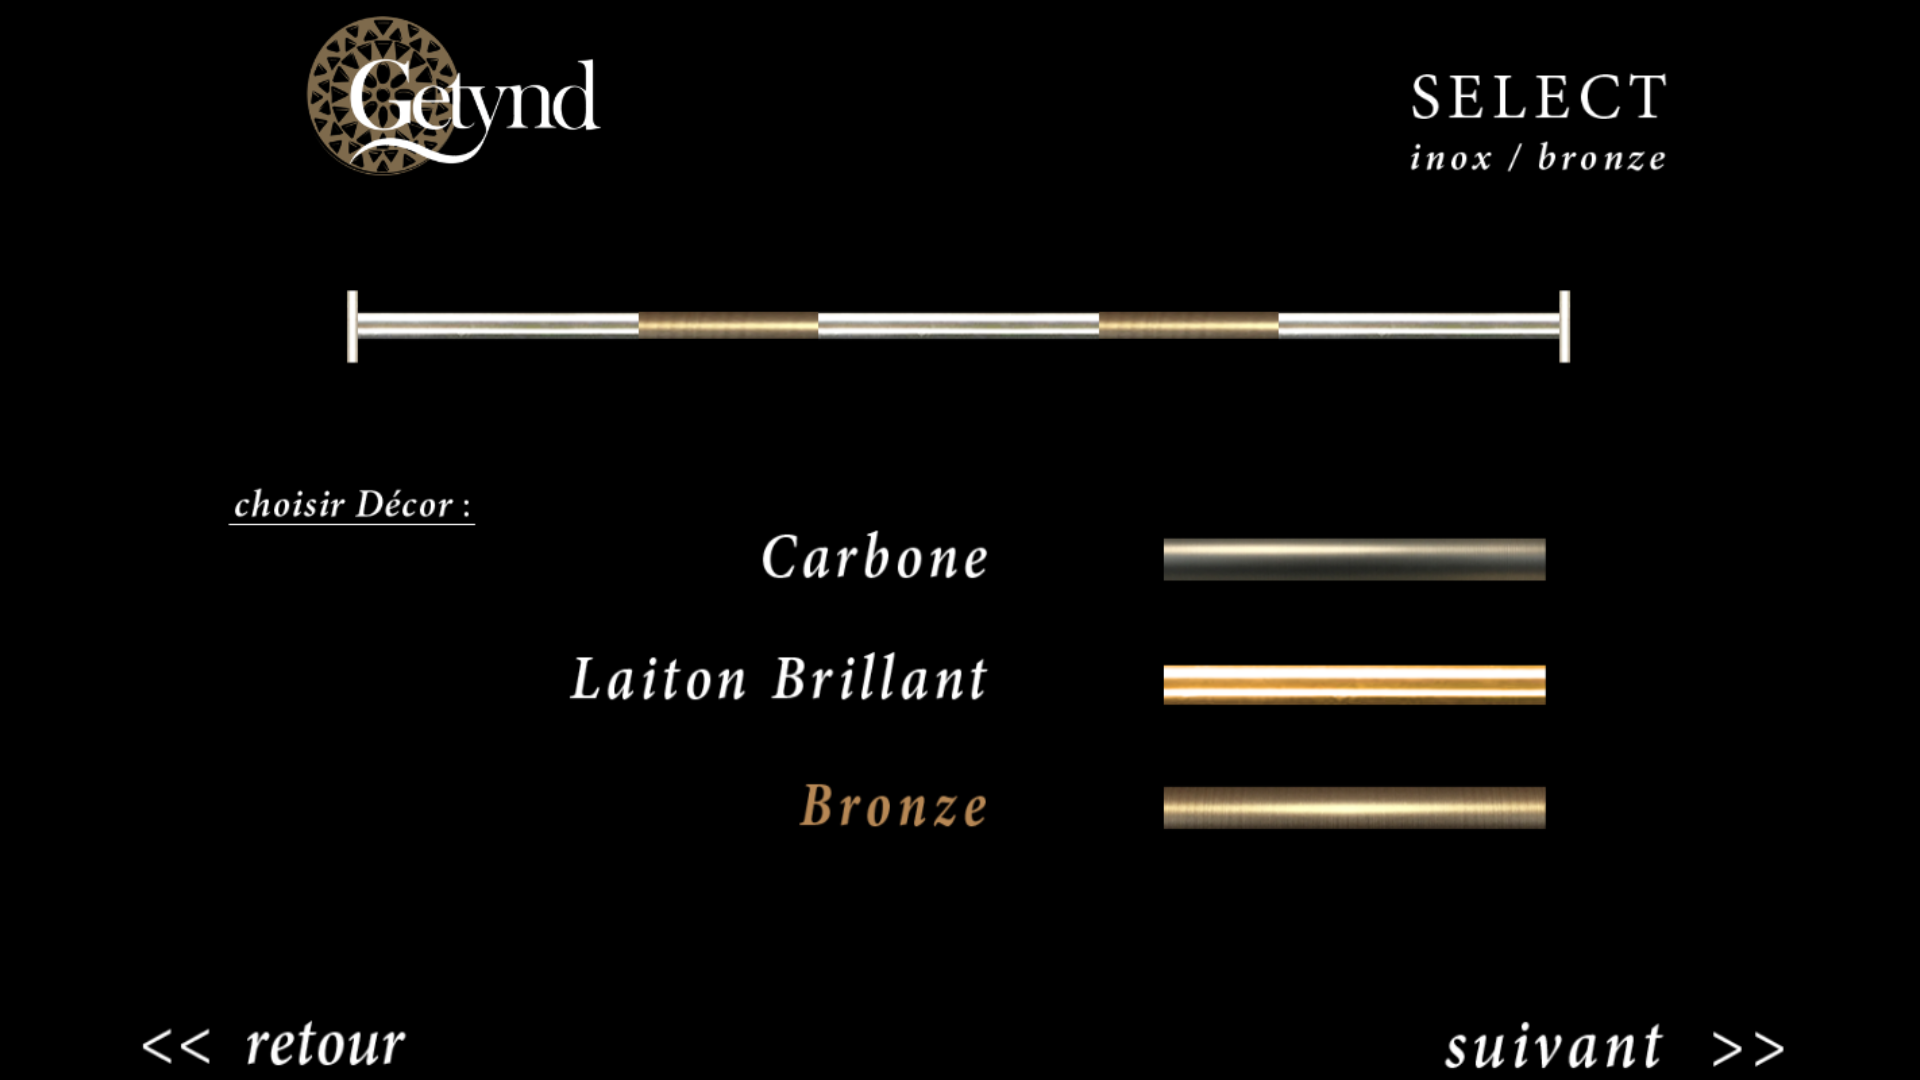 Getynd
SELECT
inox / bronze
choisir Décor :
Carbone
Laiton Brillant
Bronze
<< retour
suivant >>